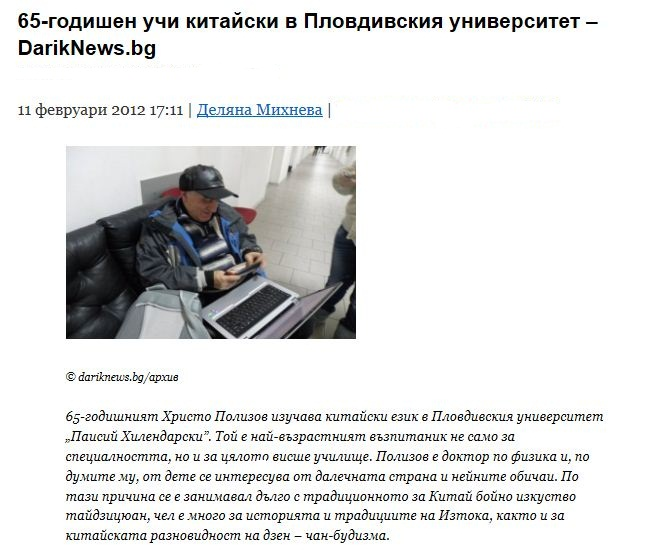 65-годишен учи китайски в Пловдивския университет –
DarikNews.bg
11 февруари 2012 17:11 | Деляна Михнева |
© dariknews.bg/архив
65-годишният Христо Полизов изучава китайски език в Пловдивския университет
„Паисий Хилендарски”. Той е най-възрастният възпитаник не само за
специалността, но и за цялото висше училище. Полизов е доктор по физика и, по
думите му, от дете се интересува от далечната страна и нейните обичаи. По
тази причина се е занимавал дълго с традиционното за Китай бойно изкуство
тайдзицюан, чел е много за историята и традициите на Изтока, както и за
китайската разновидност на дзен – чан-будизма.